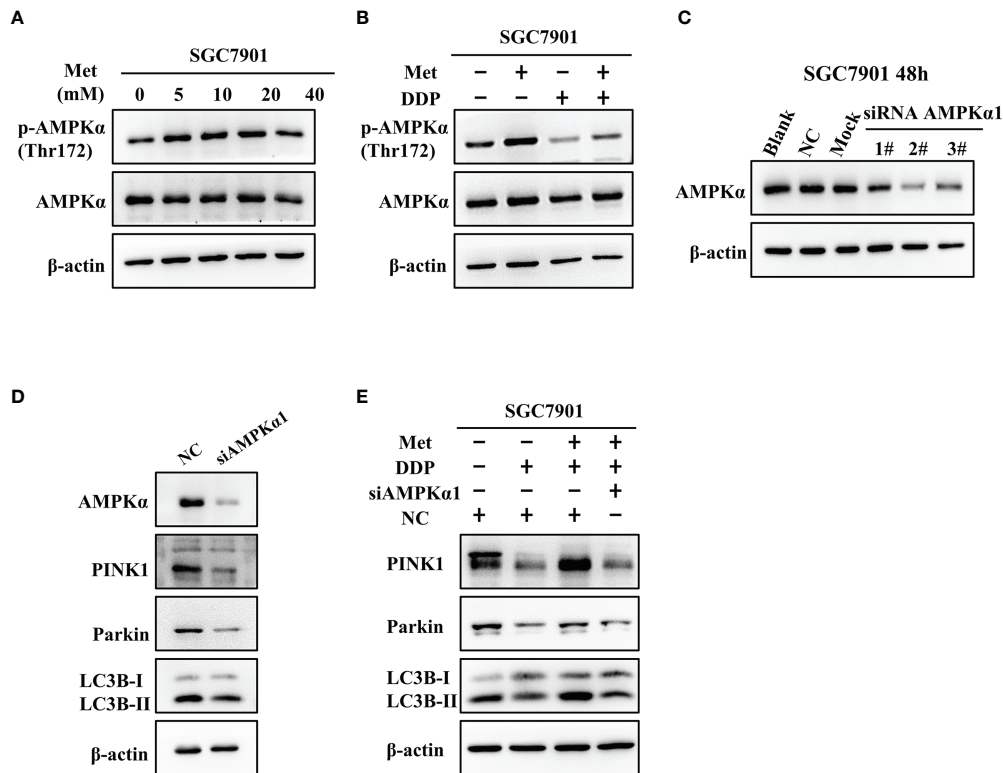 A
SGC7901
Met
(mM)
0 5 10 20 40
p-AMPKα
(Thr172)
AMPKα
β-actin
B
SGC7901
Met − + − +
DDP − − + +
p-AMPKα
(Thr172)
AMPKα
β-actin
C
SGC7901 48h
Blank NC Mock siRNA AMPKα1
1# 2# 3#
AMPKα
β-actin
D
NC siAMPKα1
AMPKα
PINK1
Parkin
LC3B-I
LC3B-II
β-actin
E
SGC7901
Met − − + +
DDP − + + +
siAMPKα1 − − − +
NC + + + −
PINK1
Parkin
LC3B-I
LC3B-II
β-actin